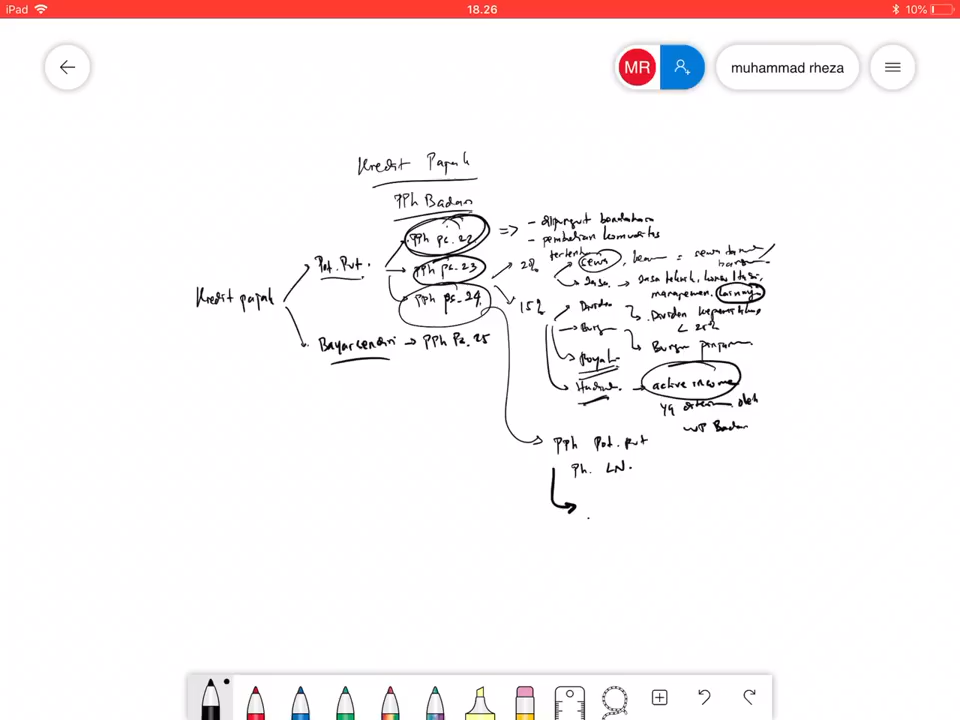 iPad 18.26 10%
MR muhammad rheza
Kredit Pajak
PPh Badan
PPh ps. 22 => - dipungut bendahara
- pembelian komoditas tertentu
Pot. Put.
PPh ps. 23
2%
sewa
Jasa → Jasa teknik, konsultasi, managemen, lainnya
PPh ps. 24
15%
Dividen
Dividen kepemilikan < 25%
Bunga
Bunga pinjaman
Royalti
Hadiah → active income
yg diterima oleh
WP Badan
Kredit pajak
Bayar sendiri → PPh Ps. 25
PPh Pot. Put
Ph. LN.